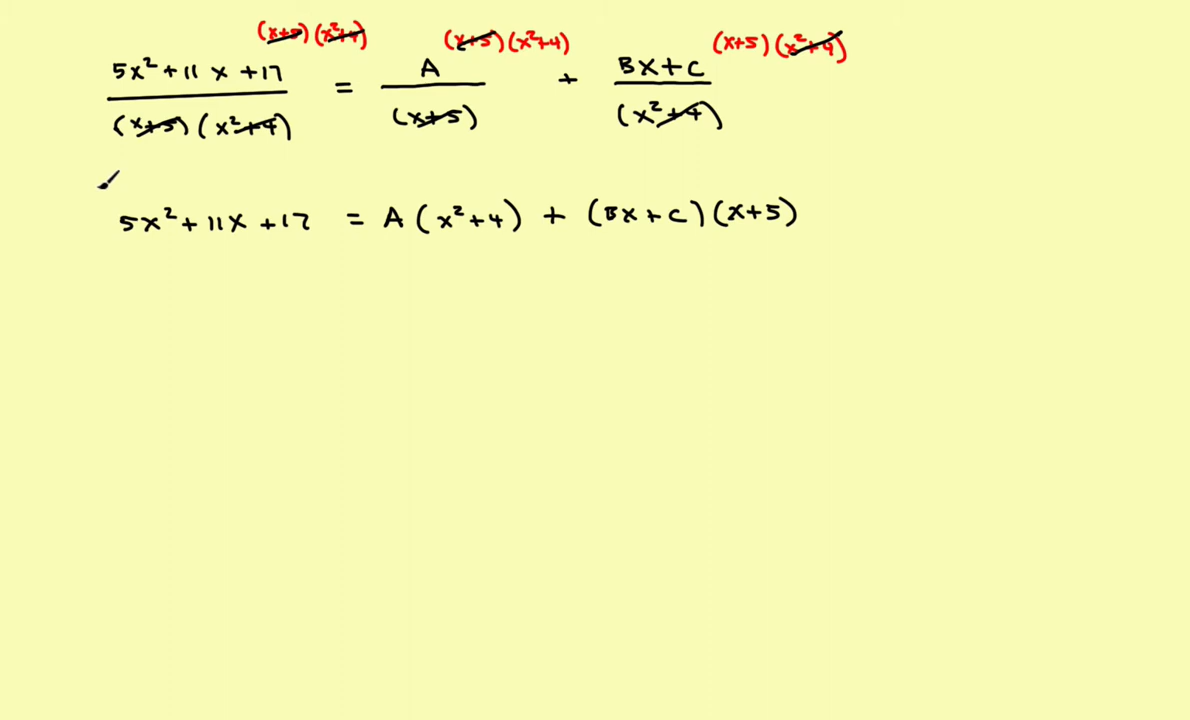 (x+5)(x²+4) (x+5)(x²+4) (x+5)(x²+4)
5x²+11x+17 = A + Bx+C
(x+5)(x²+4) (x+5) (x²+4)
5x²+11x+17 = A(x²+4) + (Bx+C)(x+5)